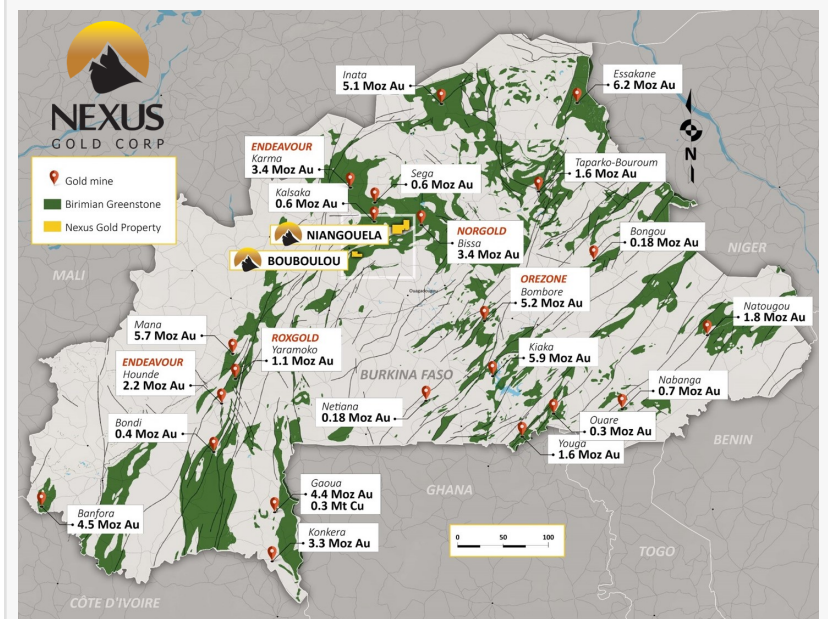 NEXUS
GOLD CORP
Gold mine
Birimian Greenstone
Nexus Gold Property
Inata
5.1 Moz Au
Essakane
6.2 Moz Au
N
ENDEAVOUR
Karma
3.4 Moz Au
Sega
0.6 Moz Au
Taparko-Bouroum
1.6 Moz Au
Kalsaka
0.6 Moz Au
NIANGOUELA
BOUBOULOU
NORGOLD
Bissa
3.4 Moz Au
Bongou
0.18 Moz Au
NIGER
MALI
OREZONE
Bombore
5.2 Moz Au
Ouagadougou
Natougou
1.8 Moz Au
Mana
5.7 Moz Au
ROXGOLD
Yaramoko
1.1 Moz Au
ENDEAVOUR
Hounde
2.2 Moz Au
Kiaka
5.9 Moz Au
BURKINA FASO
Netiana
0.18 Moz Au
Nabanga
0.7 Moz Au
Bondi
0.4 Moz Au
Ouare
0.3 Moz Au
Youga
1.6 Moz Au
BENIN
Gaoua
4.4 Moz Au
0.3 Mt Cu
GHANA
Banfora
4.5 Moz Au
Konkera
3.3 Moz Au
0 50 100
TOGO
CÔTE D'IVOIRE